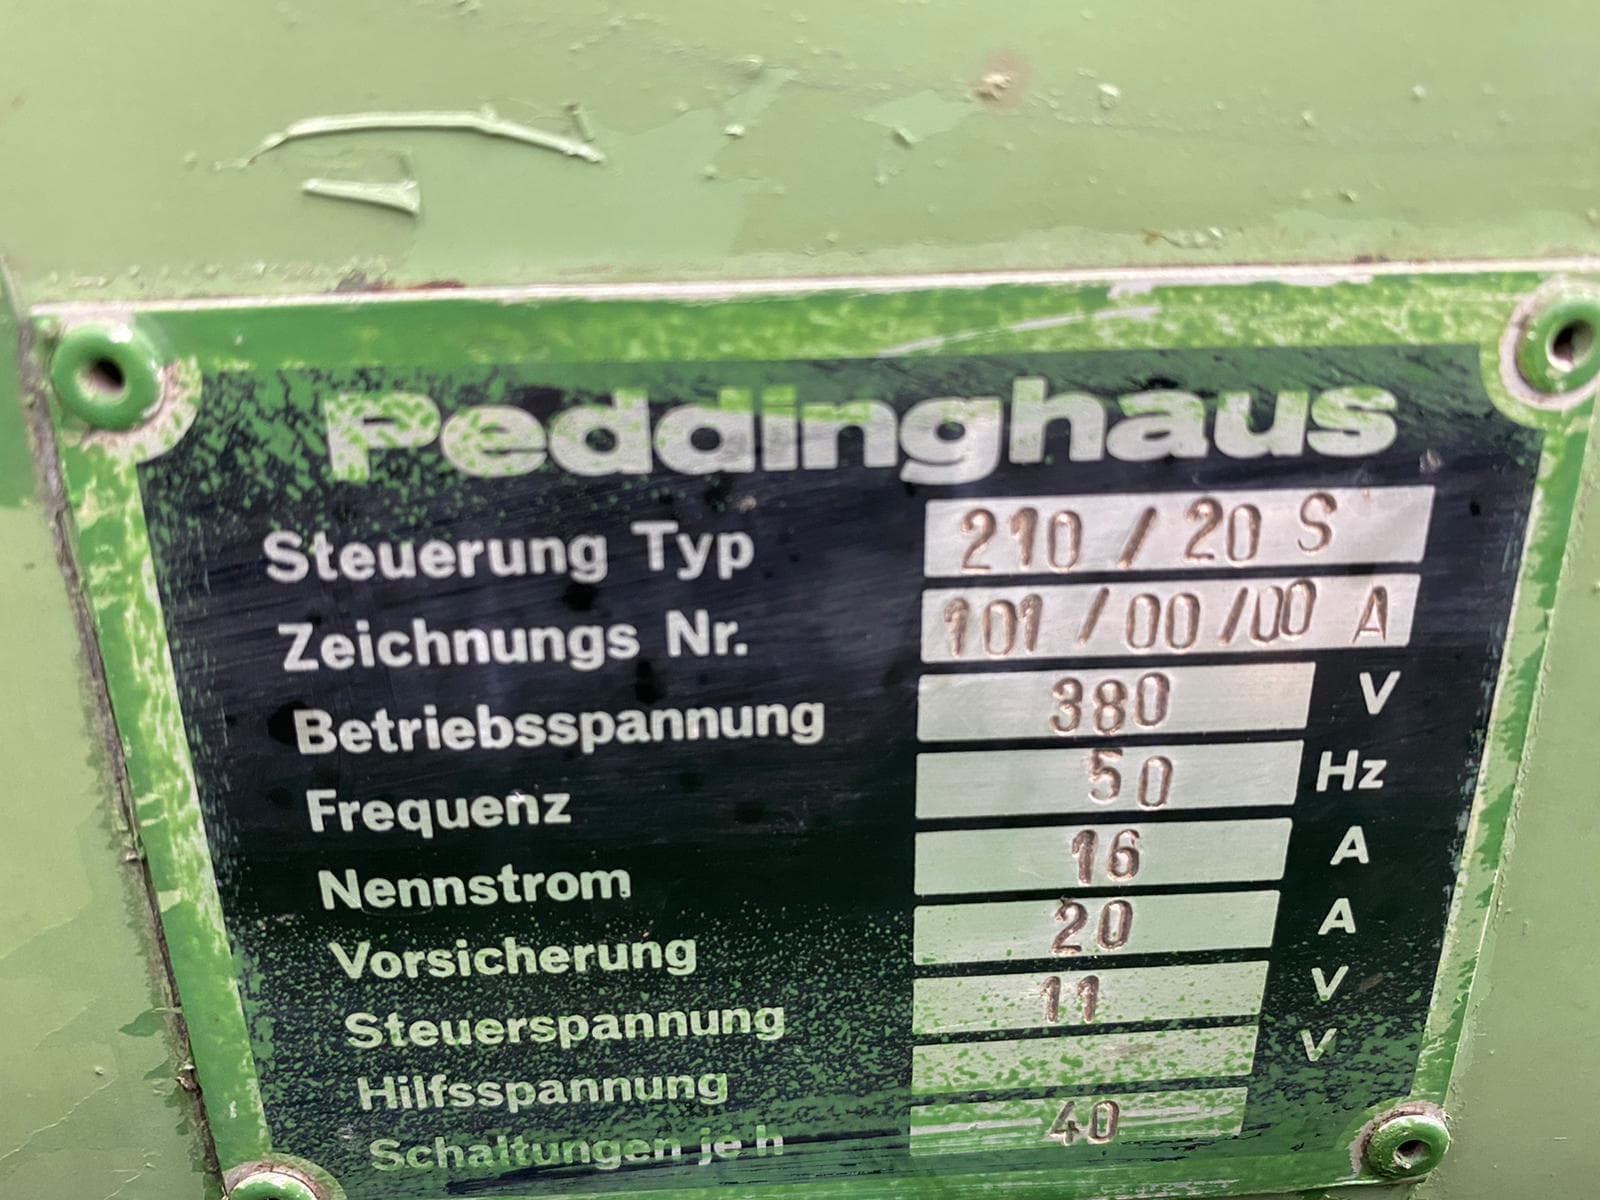 Peddinghaus
Steuerung Typ 210 / 20 S
Zeichnungs Nr. 101 / 00 / 00 A
Betriebsspannung 380 V
Frequenz 50 Hz
Nennstrom 16 A
Vorsicherung 20 A
Steuerspannung 11 V
Hilfsspannung V
Schaltungen je h 40